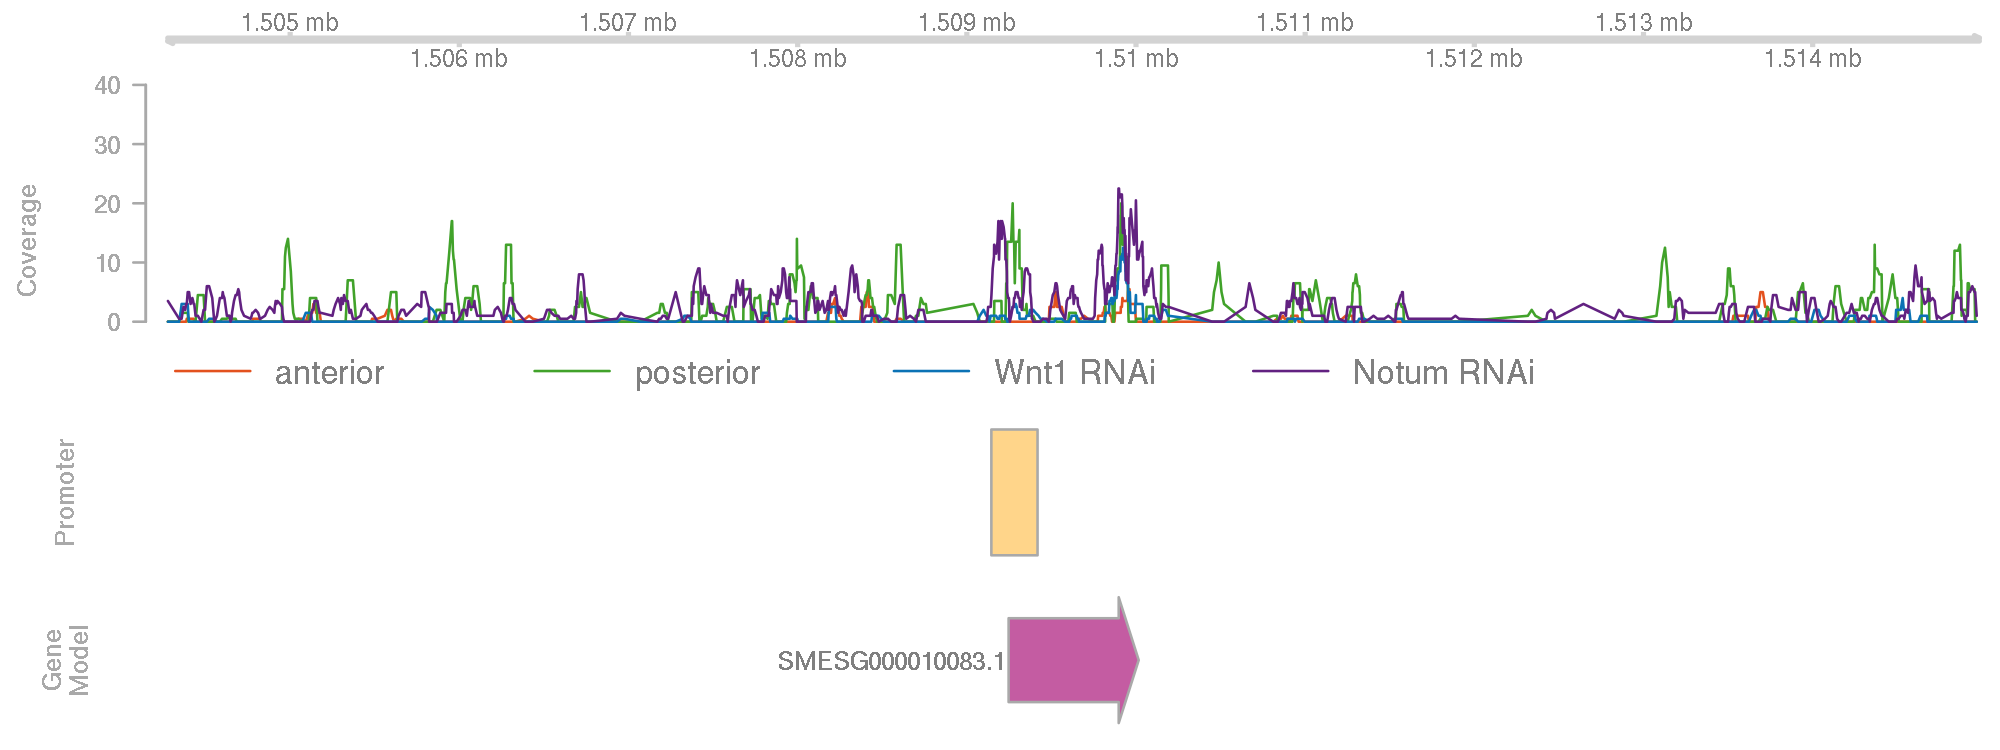 1.505 mb 1.507 mb 1.509 mb 1.511 mb 1.513 mb
1.506 mb 1.508 mb 1.51 mb 1.512 mb 1.514 mb
40
30
20
10
0
Coverage
anterior posterior Wnt1 RNAi Notum RNAi
Promoter
Gene
Model
SMESG000010083.1